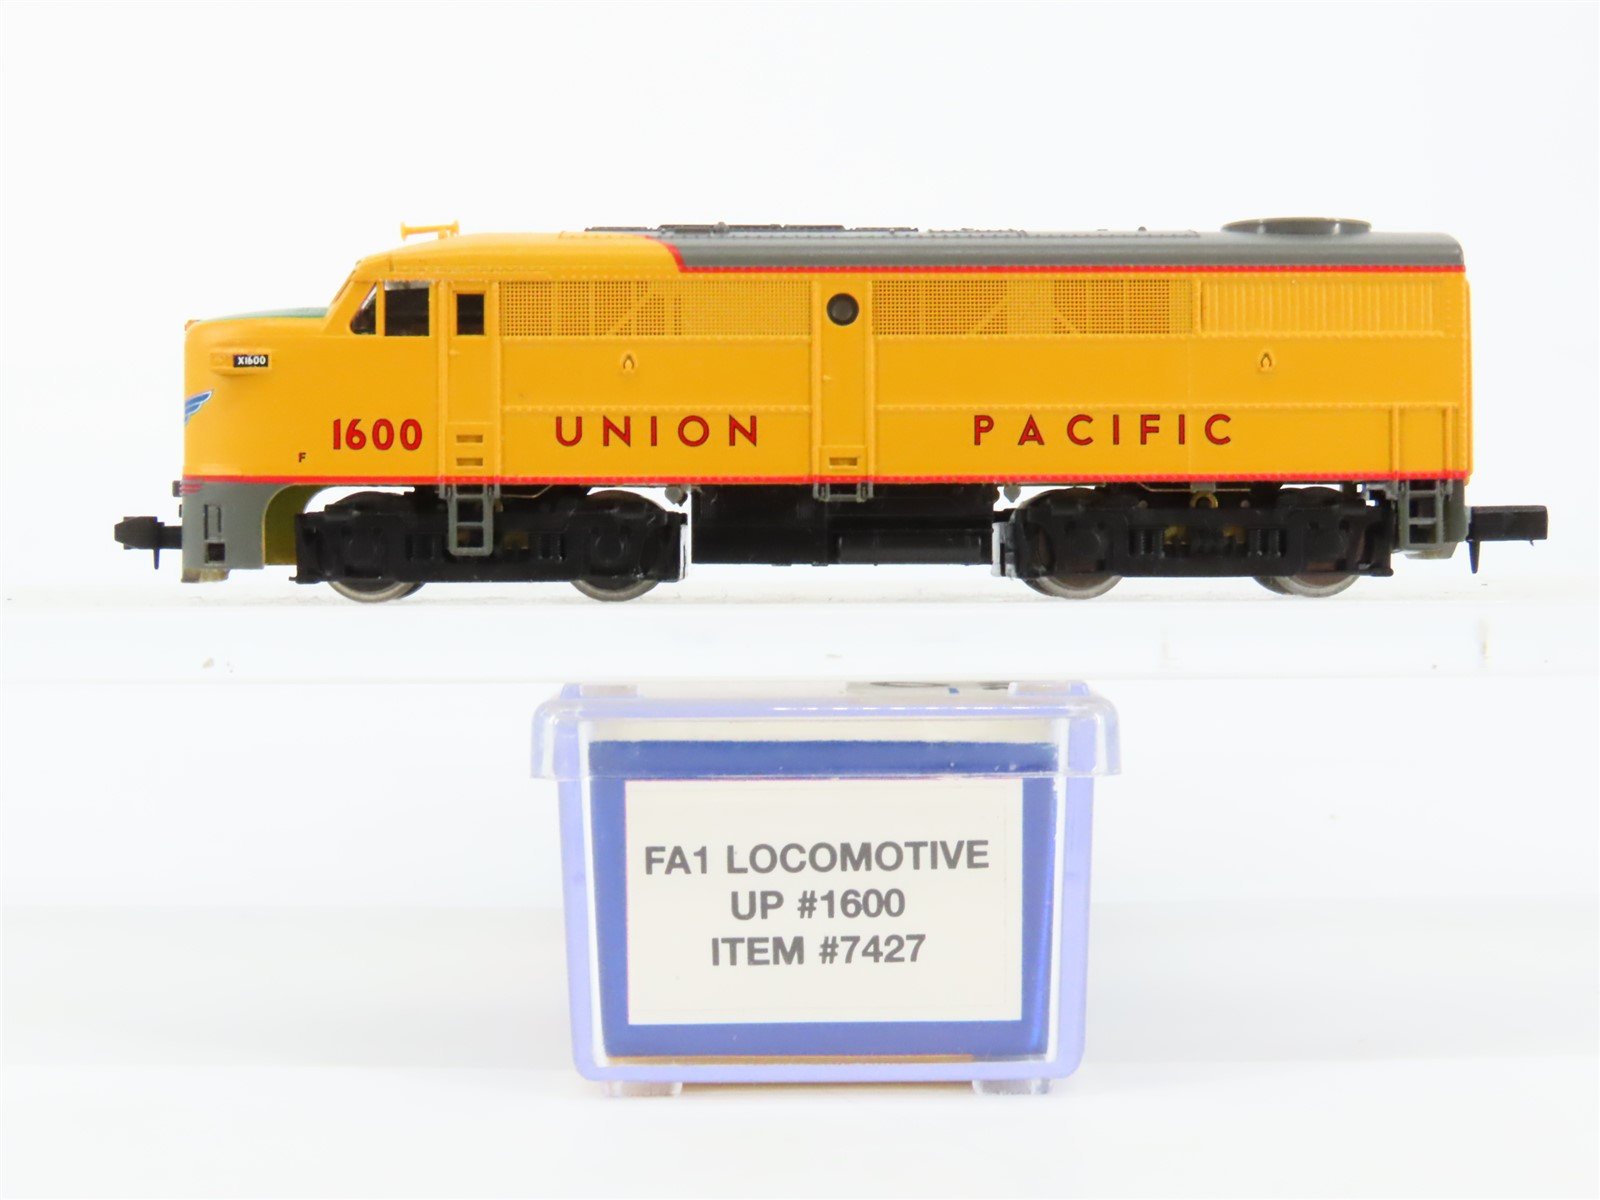 X1600
F 1600 UNION PACIFIC
FA1 LOCOMOTIVE
UP #1600
ITEM #7427